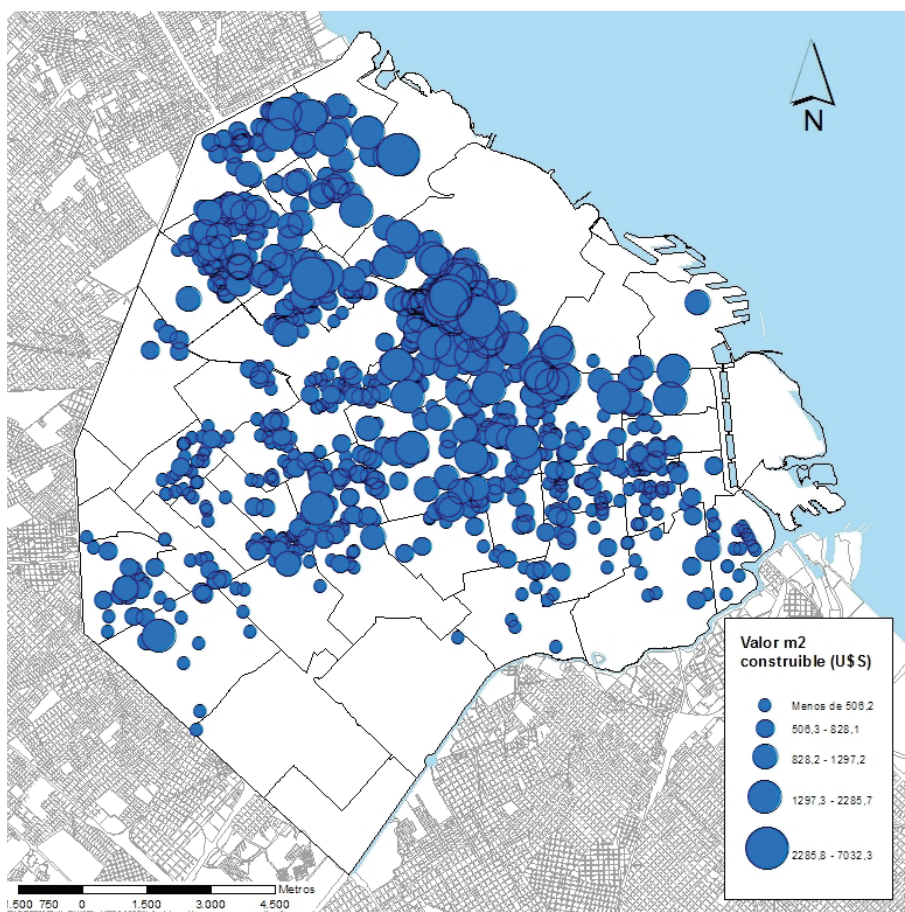 N
Valor m2
construible (U$S)
Menos de 506,2
506,3 - 828,1
828,2 - 1297,2
1297,3 - 2285,7
2285,8 - 7032,3
Metros
1.500 750 0 1.500 3.000 4.500